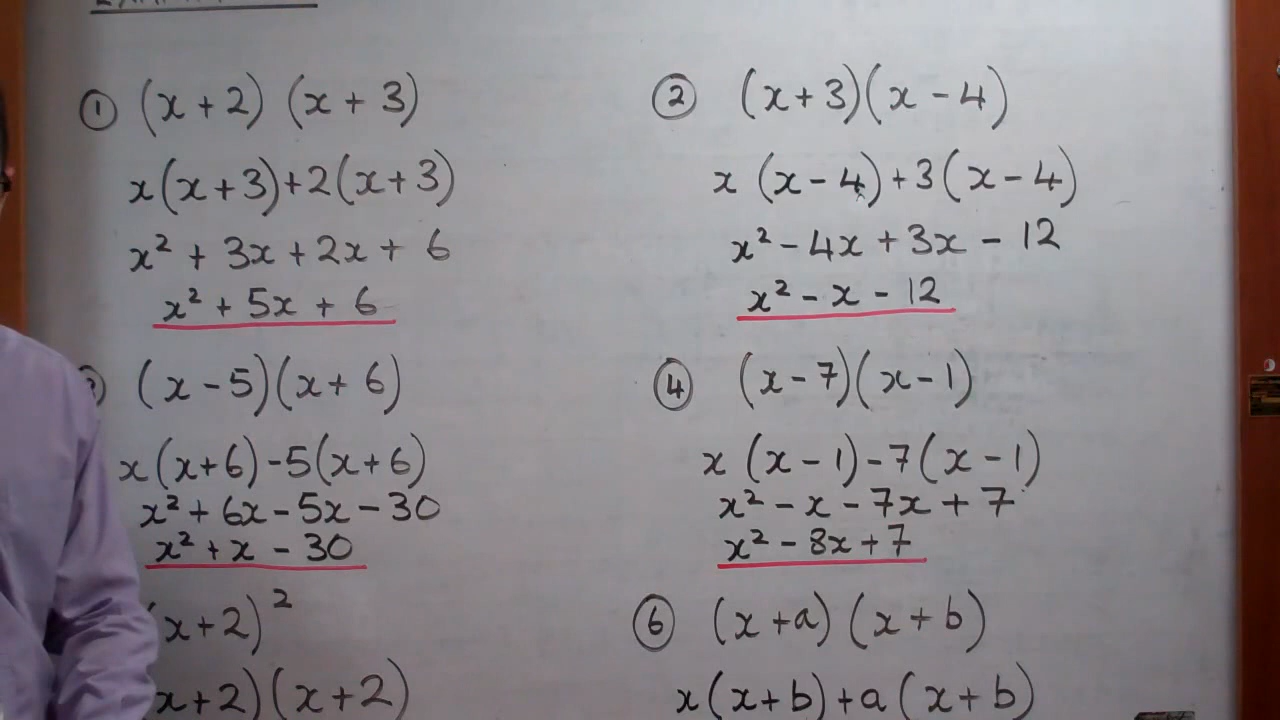 ① (x + 2) (x + 3)
x(x+3)+2(x+3)
x² + 3x + 2x + 6
x² + 5x + 6
② (x+3)(x - 4)
x (x - 4)+3(x - 4)
x² - 4x + 3x - 12
x² - x - 12
(x - 5)(x + 6)
x(x+6)-5(x+6)
x² + 6x - 5x - 30
x² + x - 30
④ (x - 7)(x - 1)
x (x - 1) - 7(x - 1)
x² - x - 7x + 7
x² - 8x + 7
(x+2)²
x+2)(x+2)
⑥ (x +a) (x + b)
x(x+b)+a(x+b)